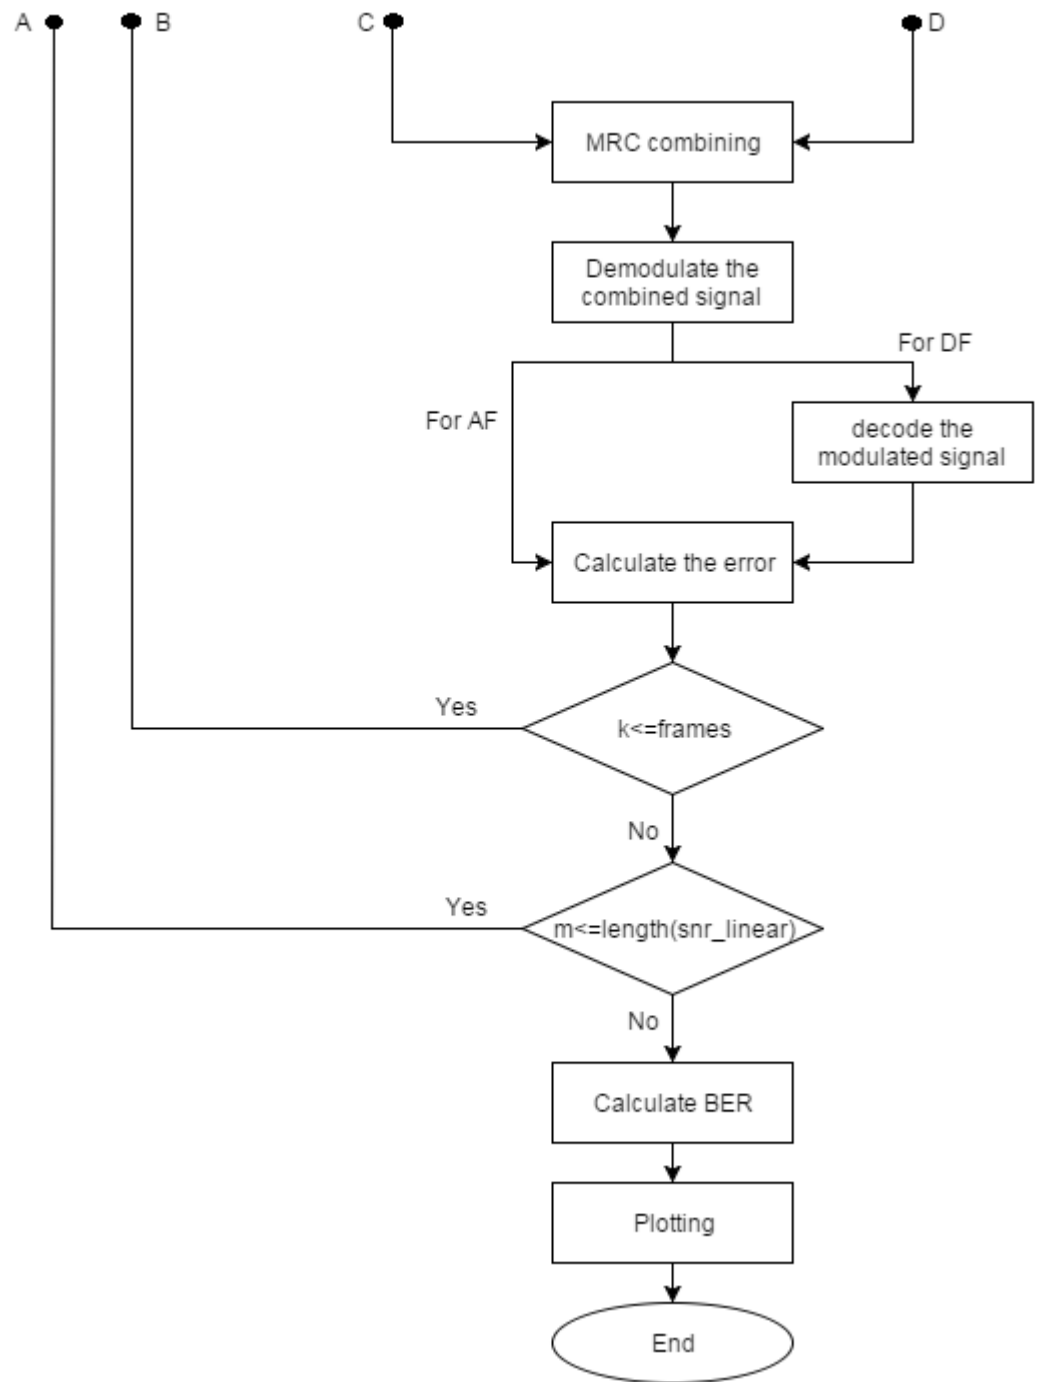 A
B
C
D
MRC combining
Demodulate the
combined signal
For DF
For AF
decode the
modulated signal
Calculate the error
Yes
k<=frames
No
Yes
m<=length(snr_linear)
No
Calculate BER
Plotting
End